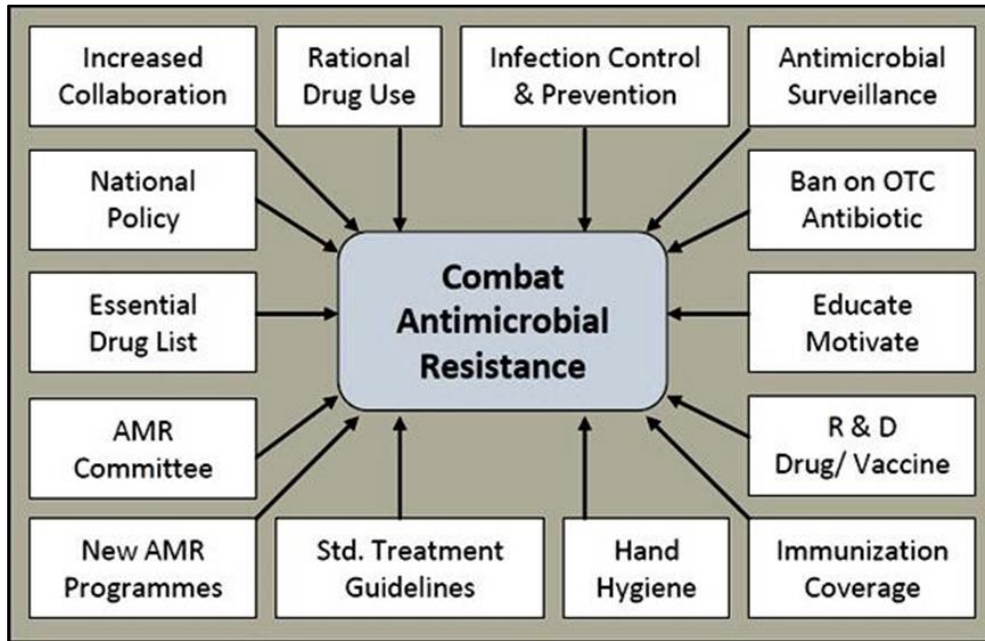 Increased
Collaboration
Rational
Drug Use
Infection Control
& Prevention
Antimicrobial
Surveillance
National
Policy
Ban on OTC
Antibiotic
Combat
Antimicrobial
Resistance
Essential
Drug List
Educate
Motivate
AMR
Committee
R & D
Drug/ Vaccine
New AMR
Programmes
Std. Treatment
Guidelines
Hand
Hygiene
Immunization
Coverage